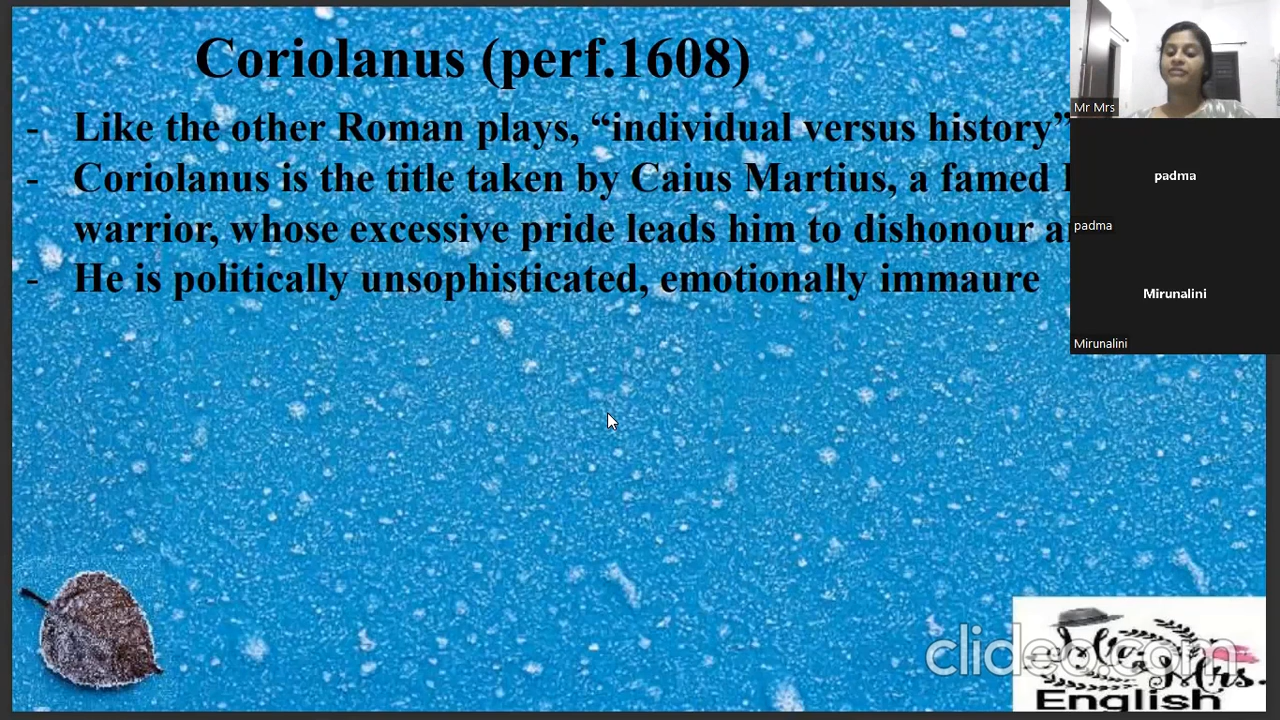 Coriolanus (perf.1608)
- Like the other Roman plays, “individual versus history”
- Coriolanus is the title taken by Caius Martius, a famed
warrior, whose excessive pride leads him to dishonour
- He is politically unsophisticated, emotionally immaure
Mr Mrs
padma
padma
Mirunalini
Mirunalini
clideo.com
Mrs.
English